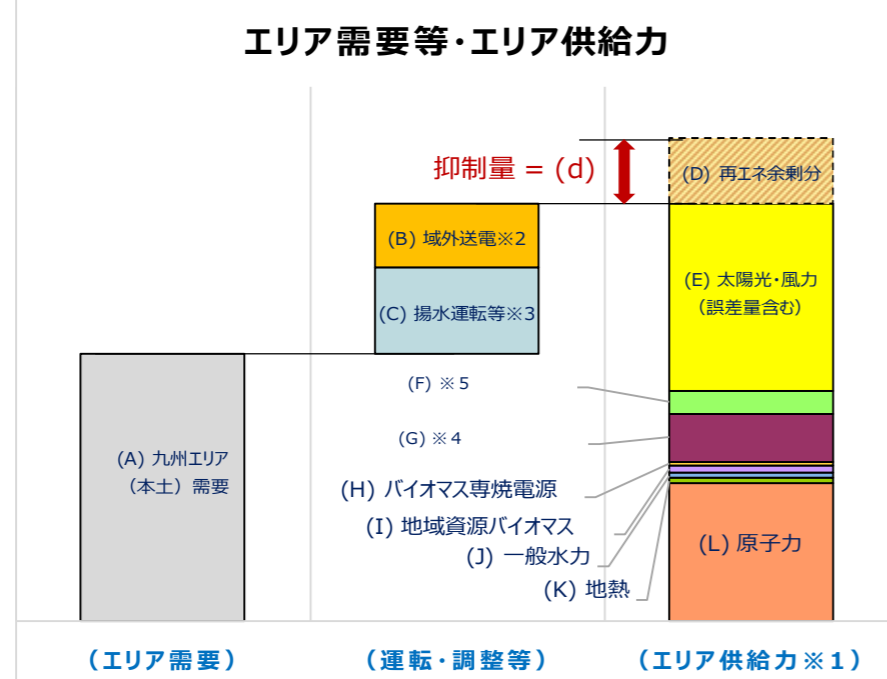 エリア需要等・エリア供給力
抑制量 = (d)
(D) 再エネ余剰分
(B) 域外送電※2
(C) 揚水運転等※3
(E) 太陽光・風力
（誤差量含む）
(F) ※5
(G) ※4
(A) 九州エリア
（本土）需要
(H) バイオマス専焼電源
(I) 地域資源バイオマス
(J) 一般水力
(K) 地熱
(L) 原子力
（エリア需要）
（運転・調整等）
（エリア供給力※1）